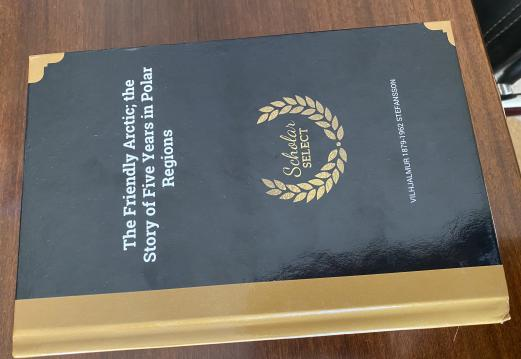 The Friendly Arctic; the
Story of Five Years in Polar
Regions
Scholar
SELECT
VILHJALMUR 1879-1962 STEFANSSON